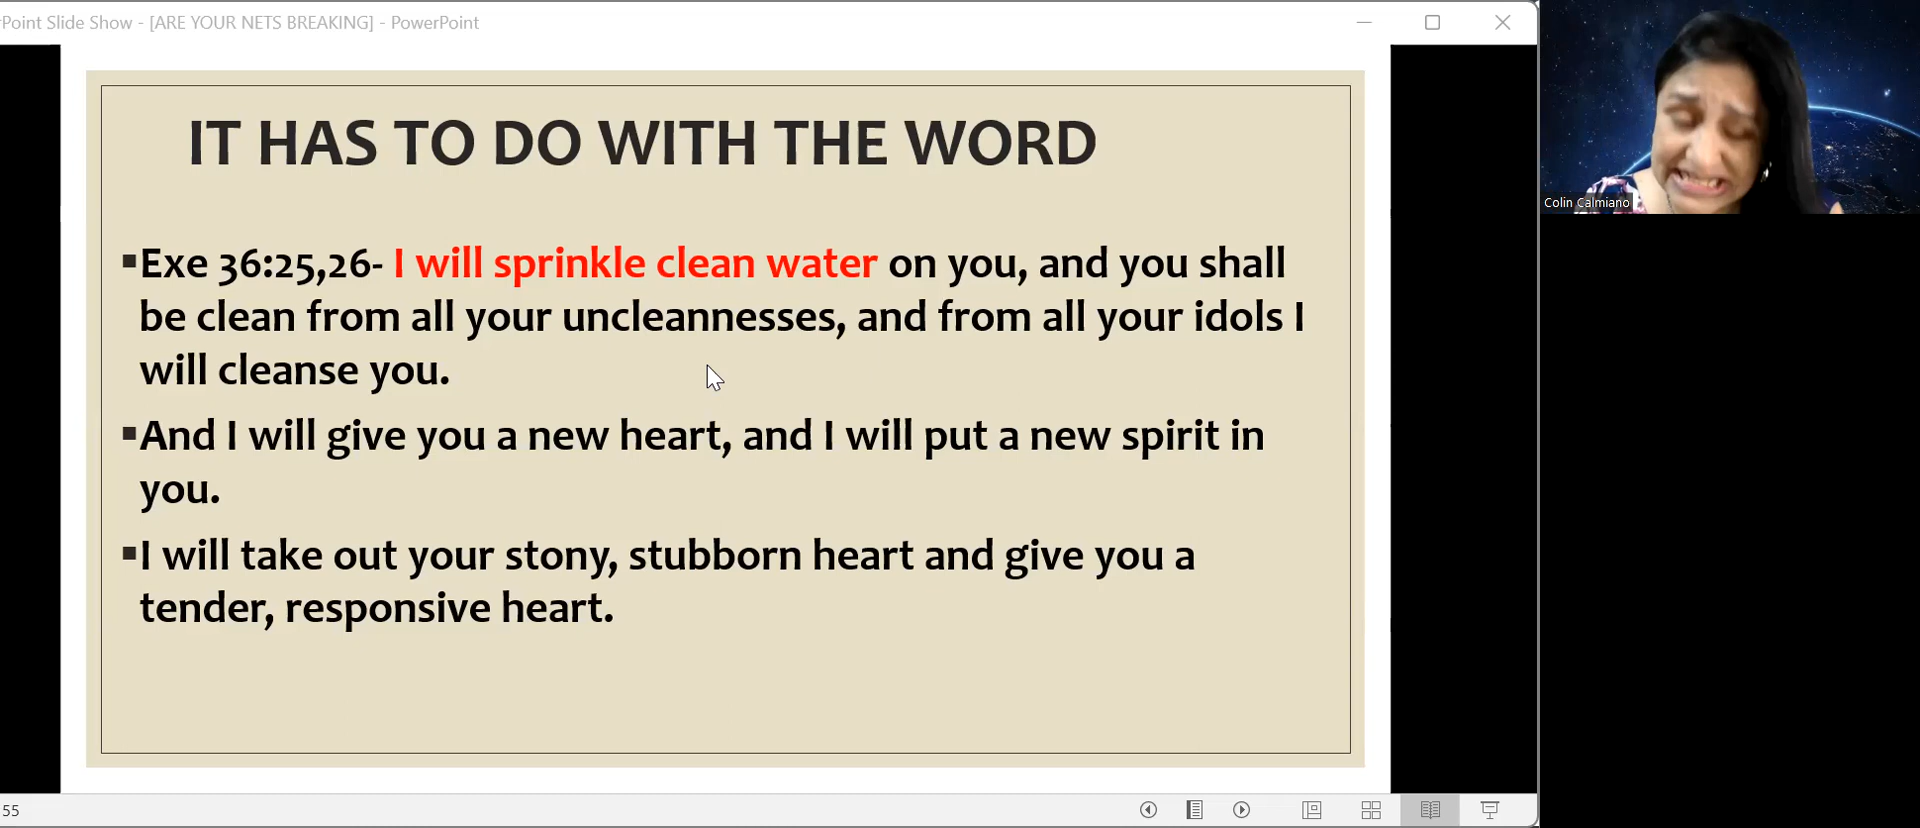 Point Slide Show - [ARE YOUR NETS BREAKING] - PowerPoint
IT HAS TO DO WITH THE WORD
▪Exe 36:25,26- I will sprinkle clean water on you, and you shall
be clean from all your uncleannesses, and from all your idols I
will cleanse you.
▪And I will give you a new heart, and I will put a new spirit in
you.
▪I will take out your stony, stubborn heart and give you a
tender, responsive heart.
Colin Calmiano
55